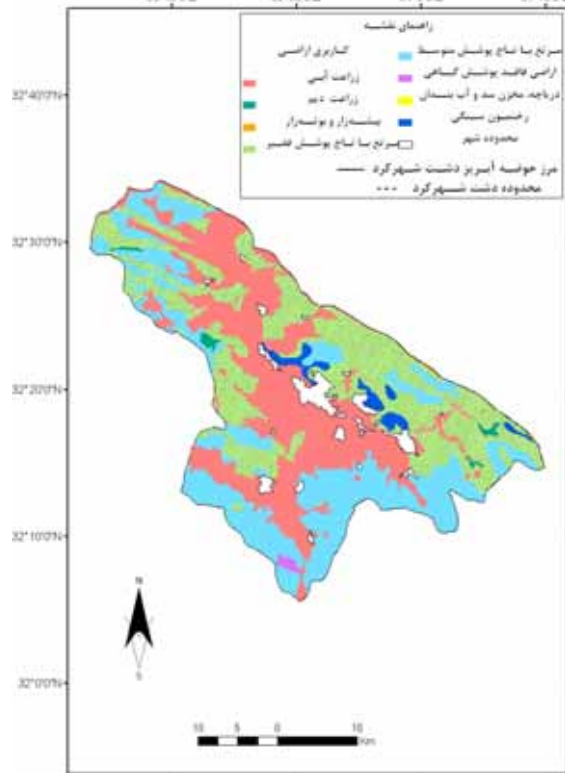 راهنمای نقشه
کاربری اراضی
زراعت آبی
زراعت دیم
بیشه‌زار و بوته‌زار
مرتع با تاج پوشش فقیر
مرتع با تاج پوشش متوسط
اراضی فاقد پوشش گیاهی
دریاچه، مخزن سد و آب بندان
رخنمون سنگی
محدوده شهر
مرز حوضه آبریز دشت شهرکرد
محدوده دشت شهرکرد
32°40'0"N
32°30'0"N
32°20'0"N
32°10'0"N
32°0'0"N
N
S
10 5 0 10
Km